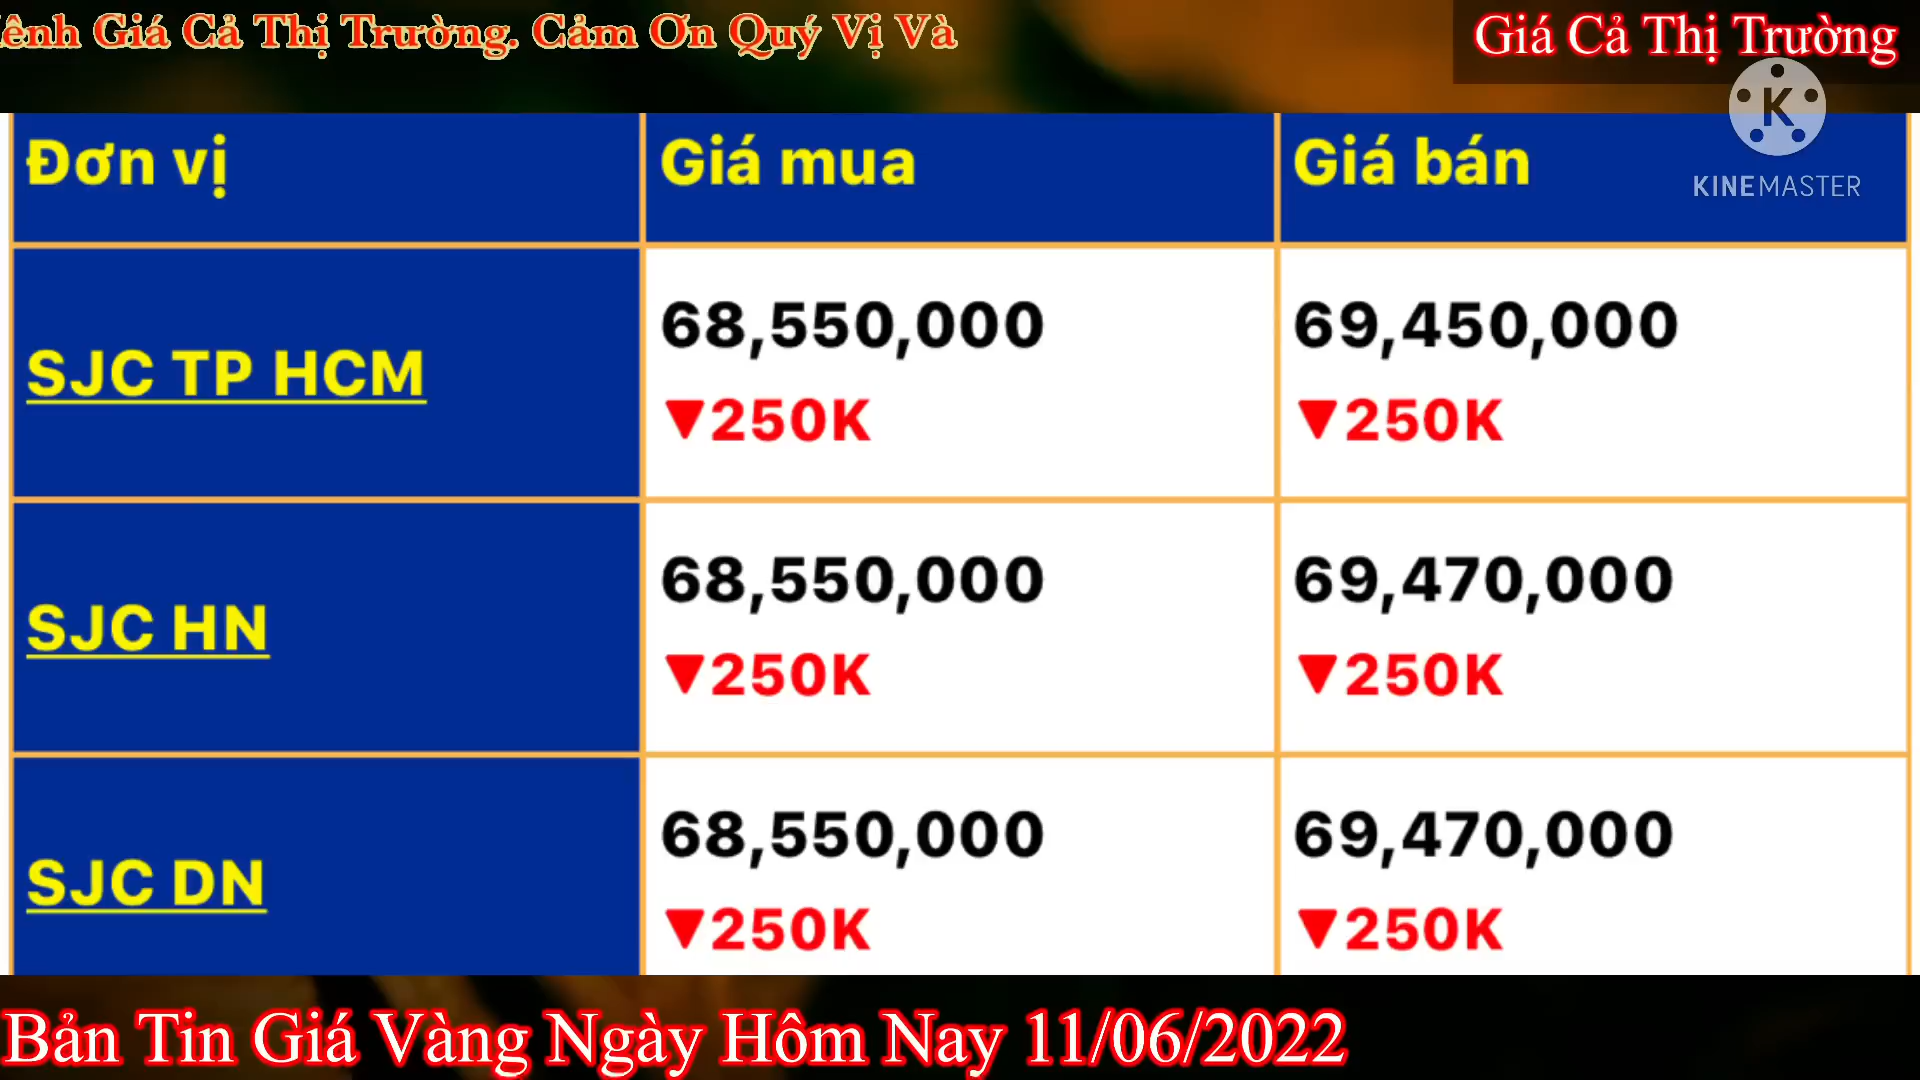 Giá Cả Thị Trường. Cảm Ơn Quý Vị Và
Giá Cả Thị Trường
K
KINEMASTER
Đơn vị Giá mua Giá bán
SJC TP HCM 68,550,000 69,450,000
▼250K ▼250K
SJC HN 68,550,000 69,470,000
▼250K ▼250K
SJC DN 68,550,000 69,470,000
▼250K ▼250K
Bản Tin Giá Vàng Ngày Hôm Nay 11/06/2022